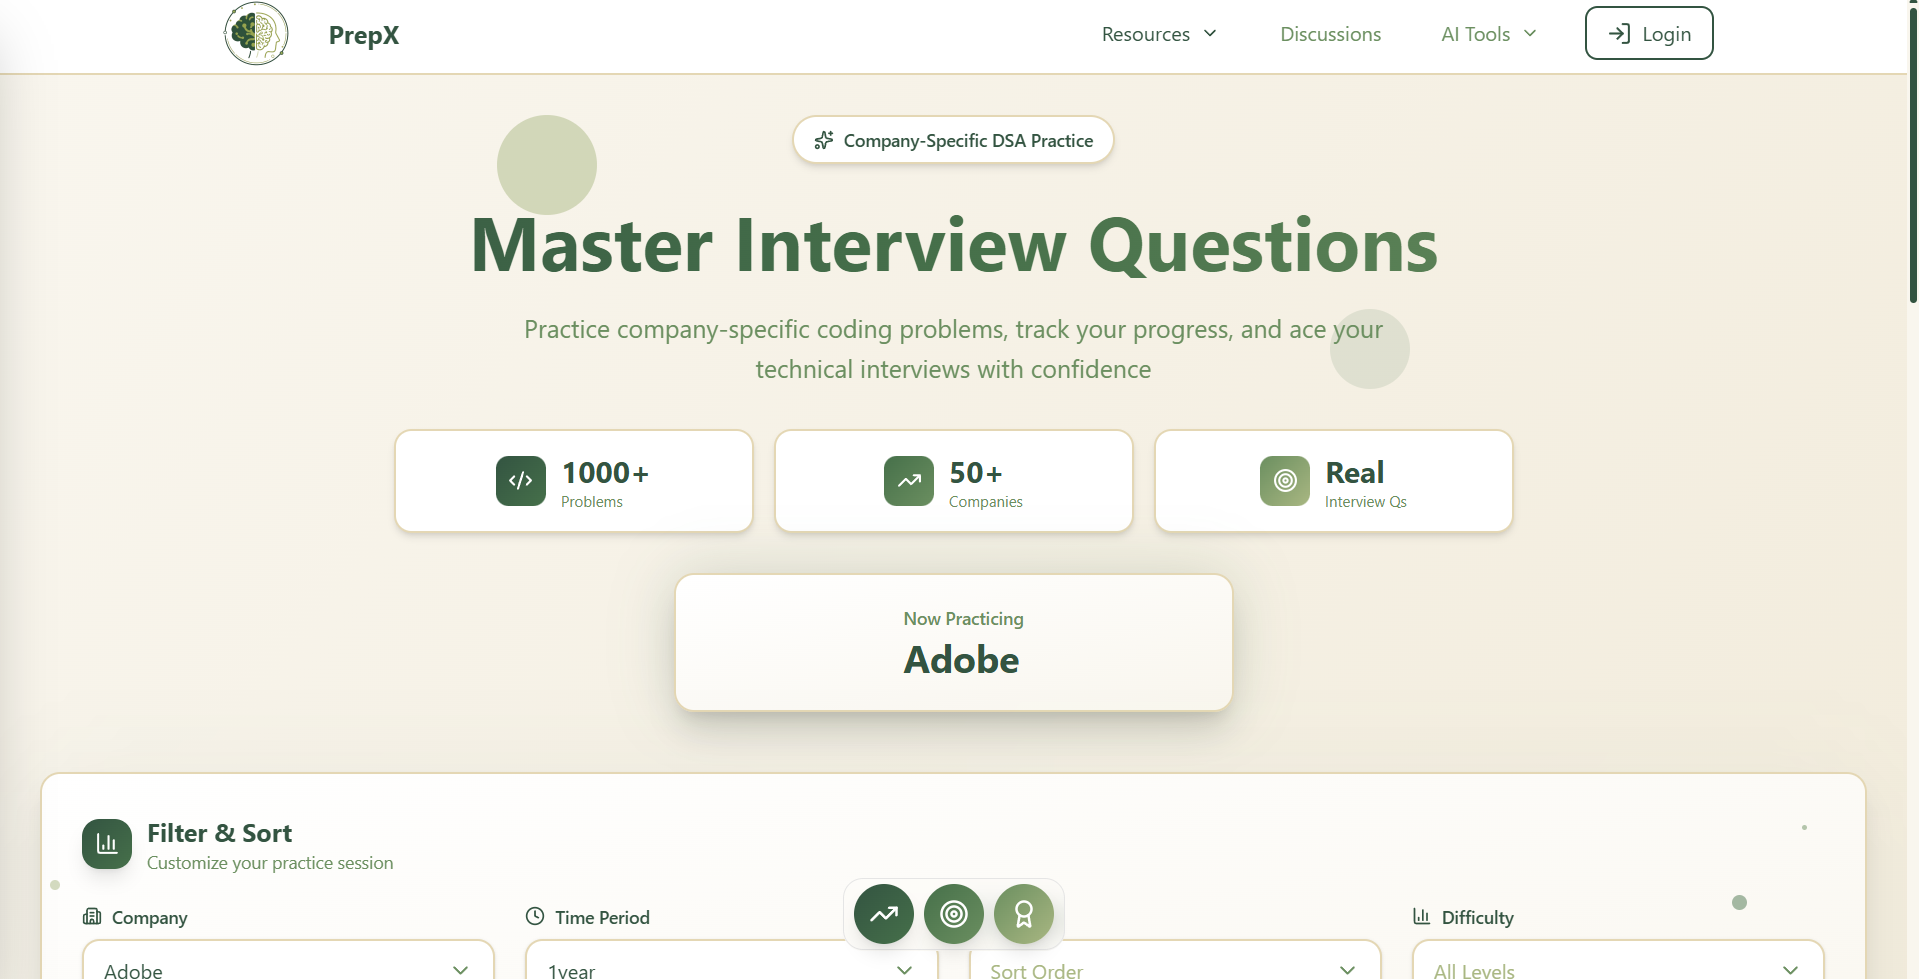 PrepX
Resources
Discussions
AI Tools
Login
Company-Specific DSA Practice
Master Interview Questions
Practice company-specific coding problems, track your progress, and ace your
technical interviews with confidence
1000+
Problems
50+
Companies
Real
Interview Qs
Now Practicing
Adobe
Filter & Sort
Customize your practice session
Company
Time Period
Difficulty
Adobe
1year
Sort Order
All Levels